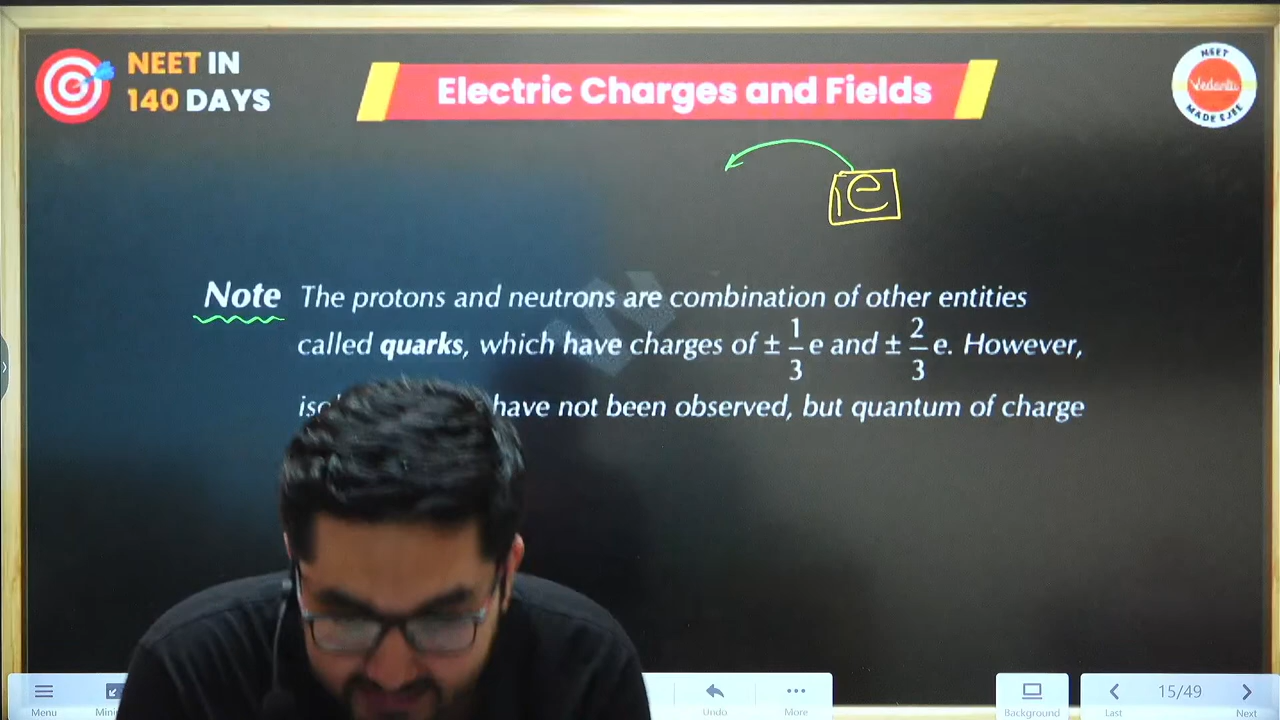 NEET IN
140 DAYS
Electric Charges and Fields
NEET
Vedantu
MADE EJEE
1e
Note The protons and neutrons are combination of other entities
called quarks, which have charges of ± 1/3 e and ± 2/3 e. However,
have not been observed, but quantum of charge
Menu
Undo
More
Background
15/49
Last
Next